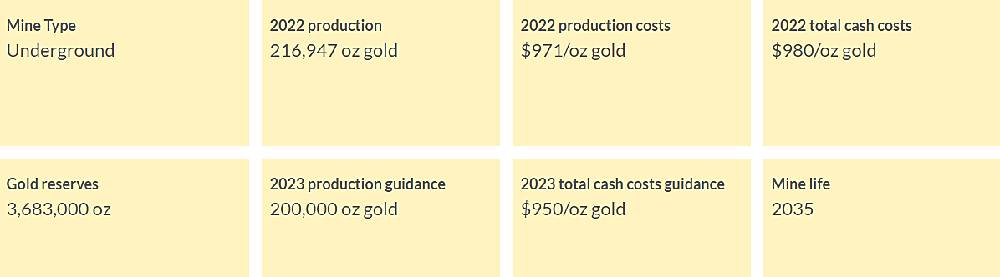 Mine Type
Underground
2022 production
216,947 oz gold
2022 production costs
$971/oz gold
2022 total cash costs
$980/oz gold
Gold reserves
3,683,000 oz
2023 production guidance
200,000 oz gold
2023 total cash costs guidance
$950/oz gold
Mine life
2035